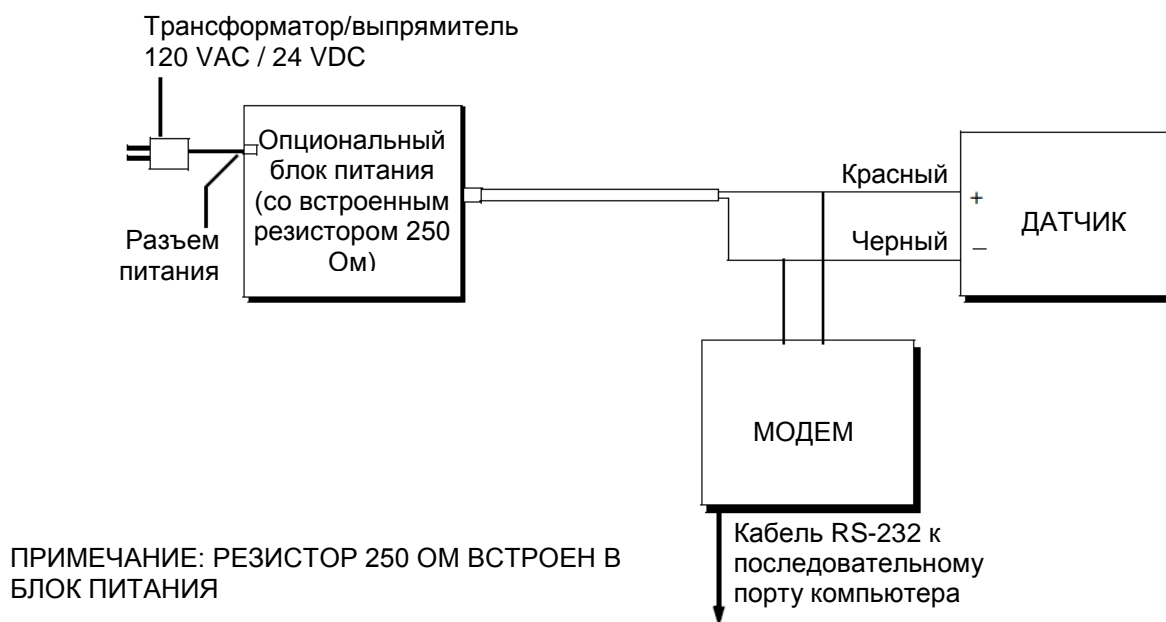 Трансформатор/выпрямитель
120 VAC / 24 VDC
Опциональный
блок питания
(со встроенным
резистором 250
Ом)
Разъем
питания
Красный
+
Черный
–
ДАТЧИК
МОДЕМ
Кабель RS-232 к
последовательному
порту компьютера
ПРИМЕЧАНИЕ: РЕЗИСТОР 250 ОМ ВСТРОЕН В
БЛОК ПИТАНИЯ